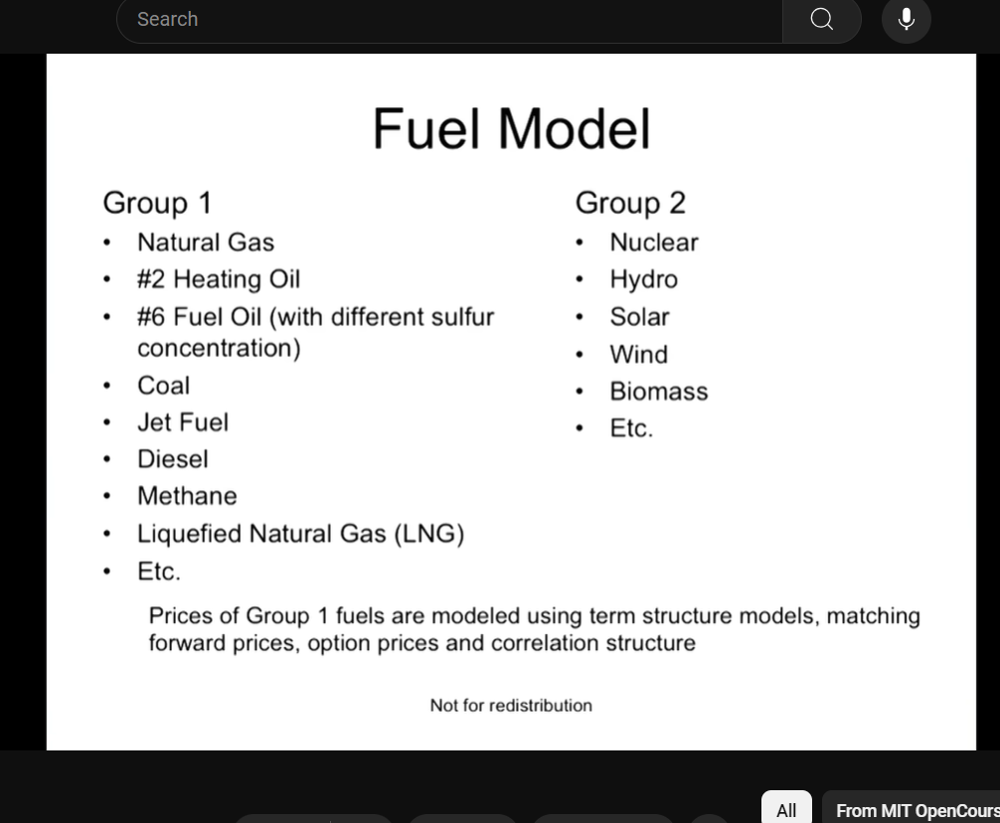 Search
Fuel Model
Group 1
• Natural Gas
• #2 Heating Oil
• #6 Fuel Oil (with different sulfur
concentration)
• Coal
• Jet Fuel
• Diesel
• Methane
• Liquefied Natural Gas (LNG)
• Etc.
Group 2
• Nuclear
• Hydro
• Solar
• Wind
• Biomass
• Etc.
Prices of Group 1 fuels are modeled using term structure models, matching
forward prices, option prices and correlation structure
Not for redistribution
All
From MIT OpenCours